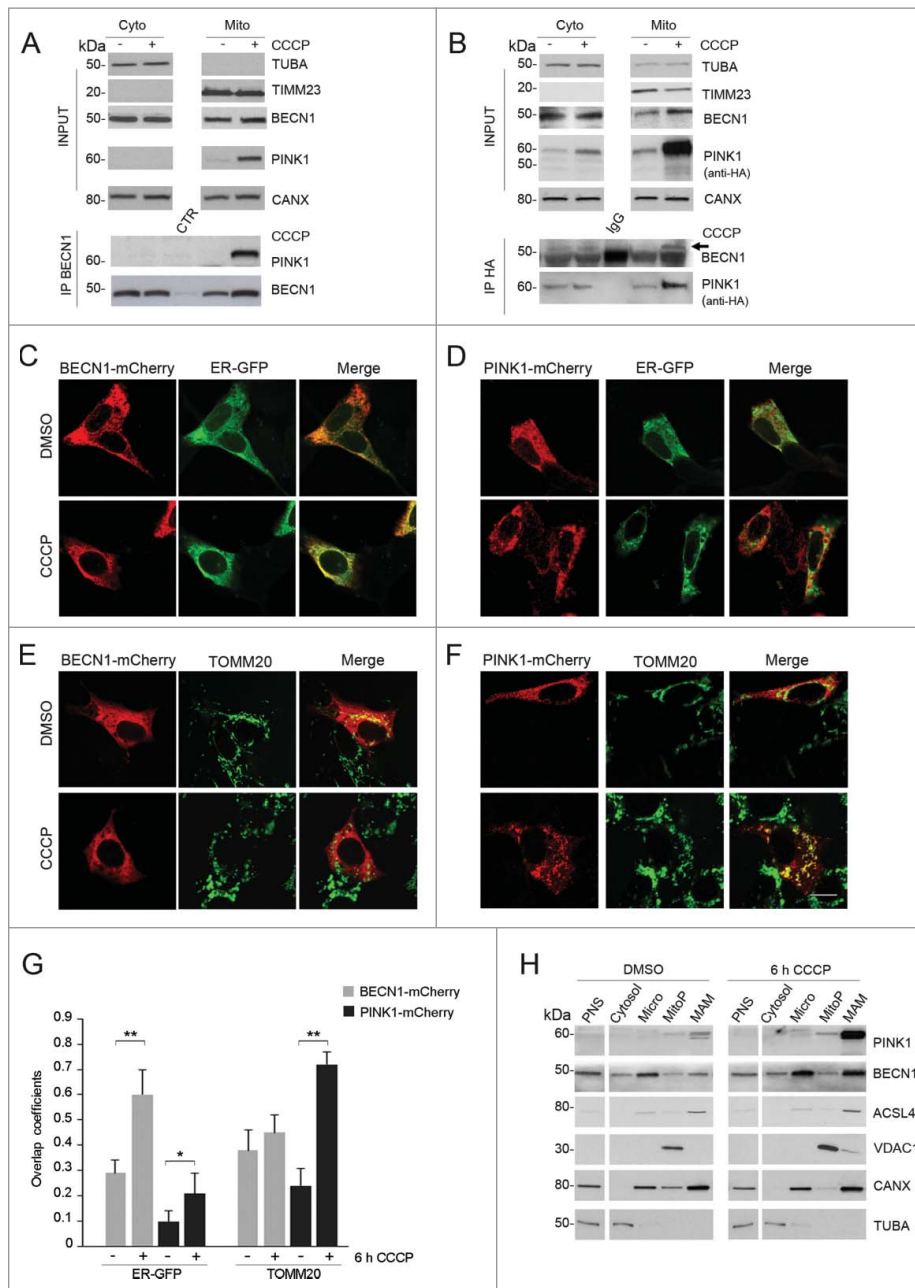 A
Cyto Mito
kDa - + - + CCCP
50- TUBA
20- TIMM23
50- BECN1
60- PINK1
80- CANX
INPUT
CTR
CCCP
60- PINK1
50- BECN1
IP BECN1
B
Cyto Mito
kDa - + - + CCCP
50- TUBA
20- TIMM23
50- BECN1
60- PINK1
50- (anti-HA)
80- CANX
INPUT
IgG
CCCP
50- BECN1
60- PINK1
(anti-HA)
IP HA
C
BECN1-mCherry ER-GFP Merge
DMSO
CCCP
D
PINK1-mCherry ER-GFP Merge
E
BECN1-mCherry TOMM20 Merge
DMSO
CCCP
F
PINK1-mCherry TOMM20 Merge
G
BECN1-mCherry
PINK1-mCherry
Overlap coefficients
0.9
0.8
0.7
0.6
0.5
0.4
0.3
0.2
0.1
0
** * **
- + - + - + - + 6 h CCCP
ER-GFP TOMM20
H
DMSO 6 h CCCP
kDa PNS Cytosol Micro MitoP MAM PNS Cytosol Micro MitoP MAM
60- 60- PINK1
50- 50- BECN1
80- 80- ACSL4
30- 30- VDAC1
80- 80- CANX
50- 50- TUBA